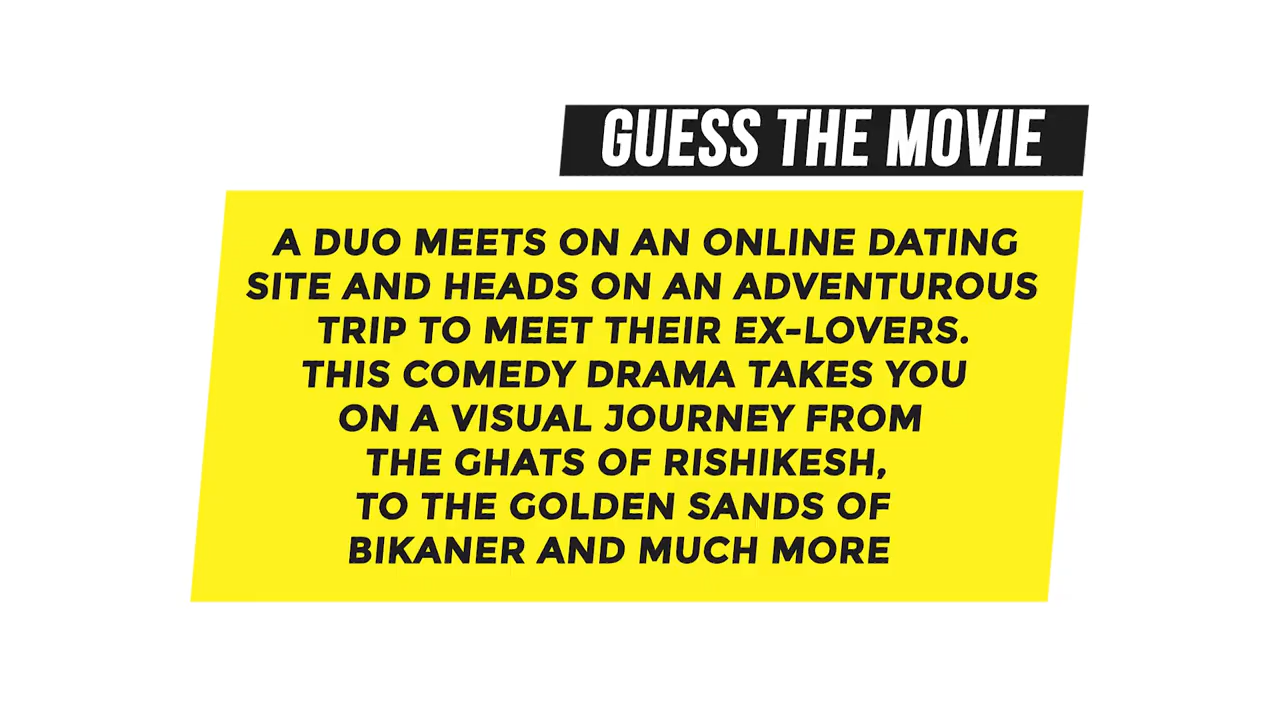 GUESS THE MOVIE
A DUO MEETS ON AN ONLINE DATING
SITE AND HEADS ON AN ADVENTUROUS
TRIP TO MEET THEIR EX-LOVERS.
THIS COMEDY DRAMA TAKES YOU
ON A VISUAL JOURNEY FROM
THE GHATS OF RISHIKESH,
TO THE GOLDEN SANDS OF
BIKANER AND MUCH MORE